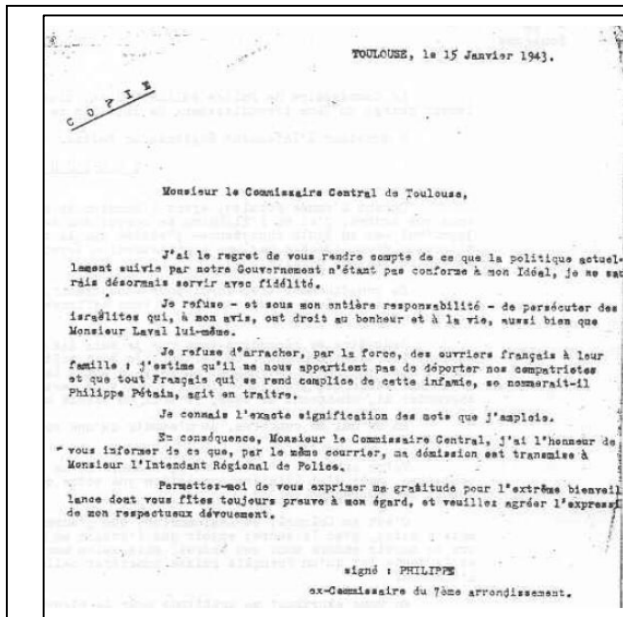 TOULOUSE, le 15 Janvier 1943.
COPIE
Monsieur le Commissaire Central de Toulouse,
J'ai le regret de vous rendre compte de ce que la politique actuel-
lement suivie par notre Gouvernement n'étant pas conforme à mon Idéal, je ne sau
rais désormais servir avec fidélité.
Je refuse - et sous mon entière responsabilité - de persécuter des
israëlites qui, à mon avis, ont droit au bonheur et à la vie, aussi bien que
Monsieur Laval lui-même.
Je refuse d'arracher, par la force, des ouvriers français à leur
famille : j'estime qu'il ne nous appartient pas de déporter nos compatriotes
et que tout Français qui se rend complice de cette infamie, se nommerait-il
Philippe Pétain, agit en traître.
Je connais l'exacte signification des mots que j'emplois.
En conséquence, Monsieur le Commissaire Central, j'ai l'honneur de
vous informer de ce que, par le même courrier, ma démission est transmise à
Monsieur l'Intendant Régional de Police.
Permettez-moi de vous exprimer ma gratitude pour l'extrême bienveil
lance dont vous fîtes toujours preuve à mon égard, et veuillez agréer l'expressi
de mon respectueux dévouement.
signé : PHILIPPE
ex-Commissaire du 7ème arrondissement.